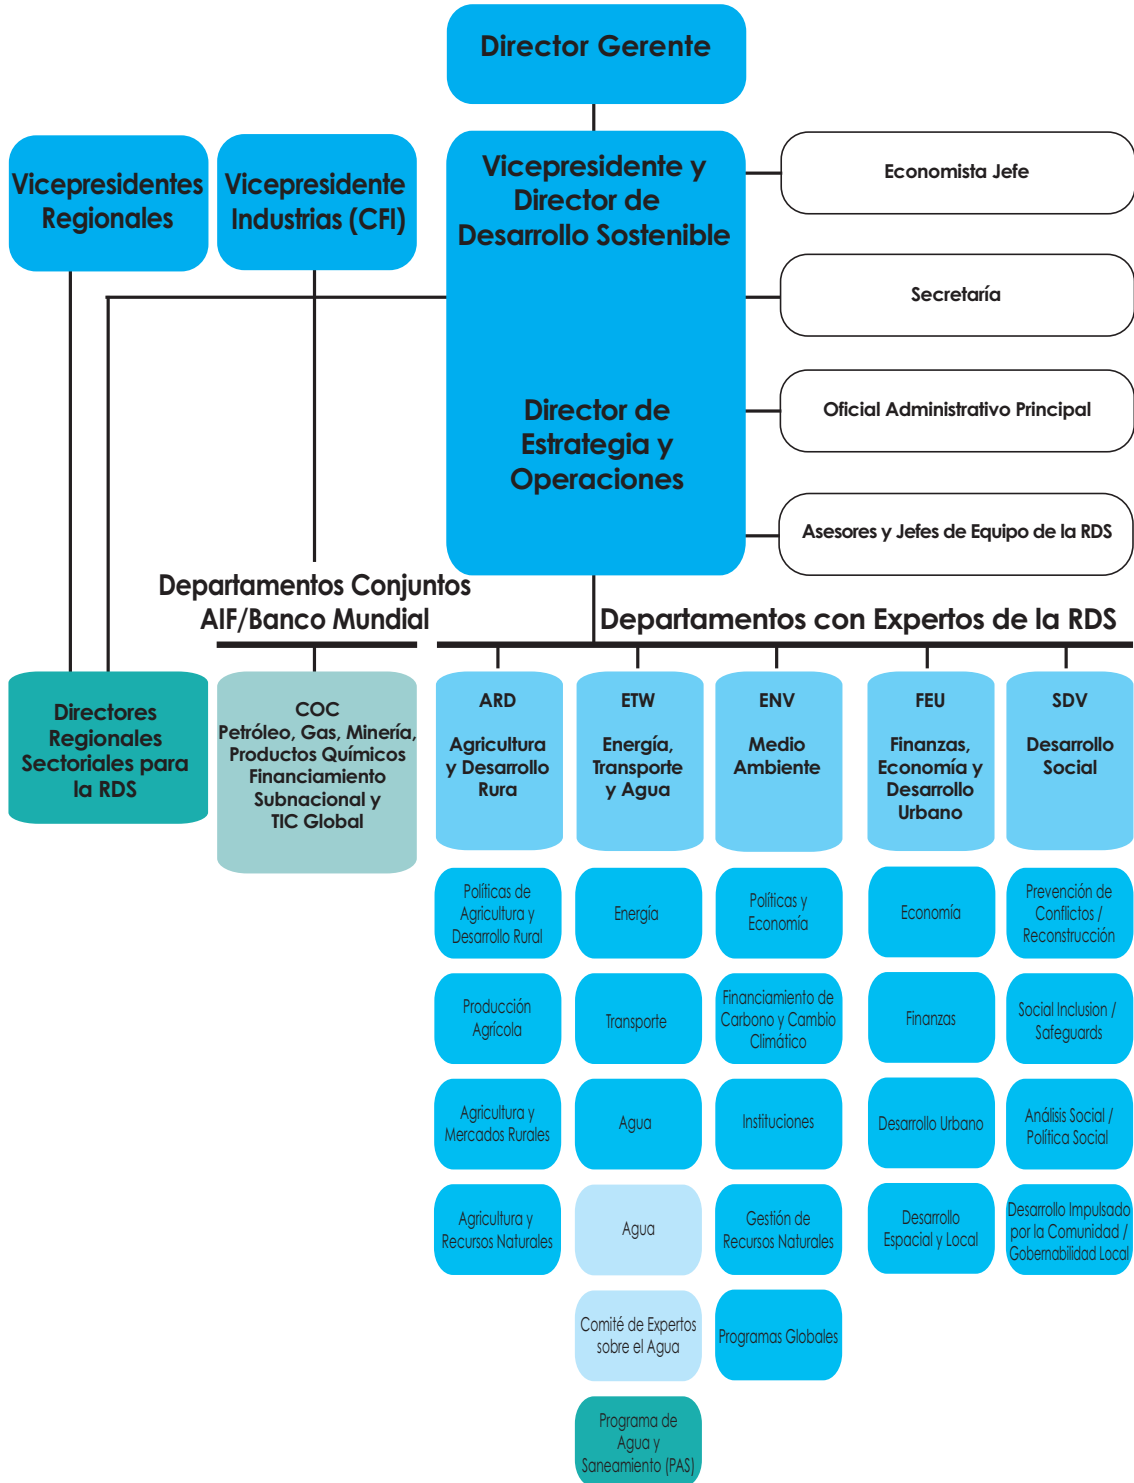 Director Gerente
Vicepresidentes
Regionales
Vicepresidente
Industrias (CFI)
Vicepresidente y
Director de
Desarrollo Sostenible
Director de
Estrategia y
Operaciones
Economista Jefe
Secretaría
Oficial Administrativo Principal
Asesores y Jefes de Equipo de la RDS
Departamentos Conjuntos
AIF/Banco Mundial
Departamentos con Expertos de la RDS
Directores
Regionales
Sectoriales para
la RDS
COC
Petróleo, Gas, Minería,
Productos Químicos
Financiamiento
Subnacional y
TIC Global
ARD
Agricultura
y Desarrollo
Rura
ETW
Energía,
Transporte
y Agua
ENV
Medio
Ambiente
FEU
Finanzas,
Economía y
Desarrollo
Urbano
SDV
Desarrollo
Social
Políticas de
Agricultura y
Desarrollo Rural
Energía
Políticas y
Economía
Economía
Prevención de
Conflictos /
Reconstrucción
Producción
Agrícola
Transporte
Financiamiento de
Carbono y Cambio
Climático
Finanzas
Social Inclusion /
Safeguards
Agricultura y
Mercados Rurales
Agua
Instituciones
Desarrollo Urbano
Análisis Social /
Política Social
Agricultura y
Recursos Naturales
Agua
Gestión de
Recursos Naturales
Desarrollo
Espacial y Local
Desarrollo Impulsado
por la Comunidad /
Gobernabilidad Local
Comité de Expertos
sobre el Agua
Programas Globales
Programa de
Agua y
Saneamiento (PAS)